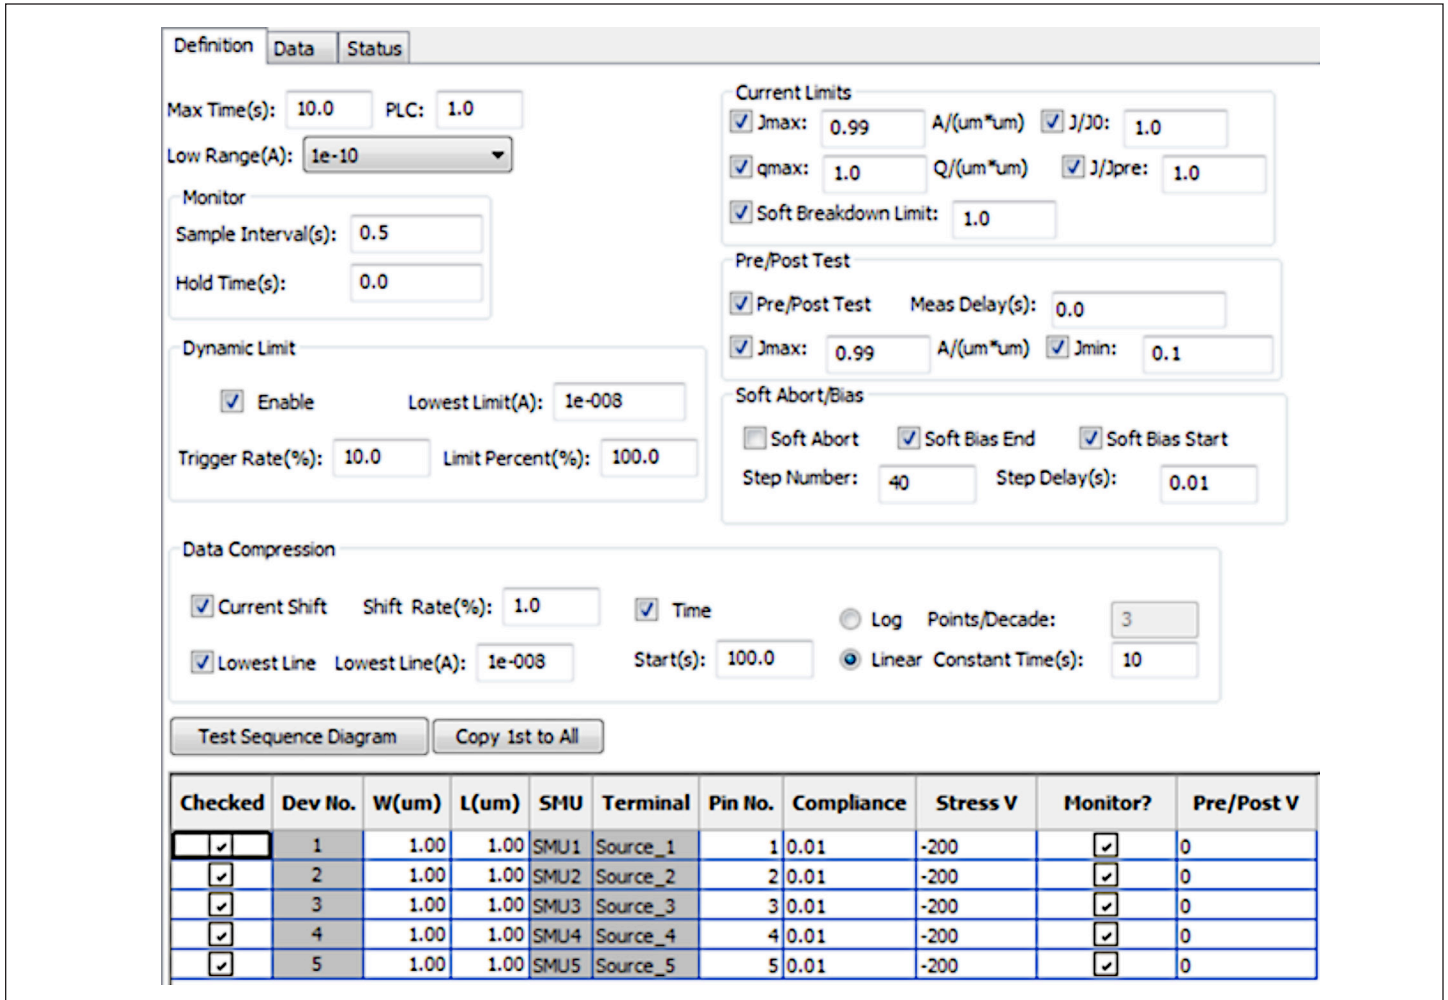 Definition Data Status
Max Time(s): 10.0 PLC: 1.0
Low Range(A): 1e-10
Monitor
Sample Interval(s): 0.5
Hold Time(s): 0.0
Dynamic Limit
Enable Lowest Limit(A): 1e-008
Trigger Rate(%): 10.0 Limit Percent(%): 100.0
Current Limits
Jmax: 0.99 A/(um*um) J/J0: 1.0
qmax: 1.0 Q/(um*um) J/Jpre: 1.0
Soft Breakdown Limit: 1.0
Pre/Post Test
Pre/Post Test Meas Delay(s): 0.0
Jmax: 0.99 A/(um*um) Jmin: 0.1
Soft Abort/Bias
Soft Abort Soft Bias End Soft Bias Start
Step Number: 40 Step Delay(s): 0.01
Data Compression
Current Shift Shift Rate(%): 1.0 Time Log Points/Decade: 3
Lowest Line Lowest Line(A): 1e-008 Start(s): 100.0 Linear Constant Time(s): 10
Test Sequence Diagram Copy 1st to All
Checked Dev No. W(um) L(um) SMU Terminal Pin No. Compliance Stress V Monitor? Pre/Post V
1 1.00 1.00 SMU1 Source_1 1 0.01 -200 0
2 1.00 1.00 SMU2 Source_2 2 0.01 -200 0
3 1.00 1.00 SMU3 Source_3 3 0.01 -200 0
4 1.00 1.00 SMU4 Source_4 4 0.01 -200 0
5 1.00 1.00 SMU5 Source_5 5 0.01 -200 0